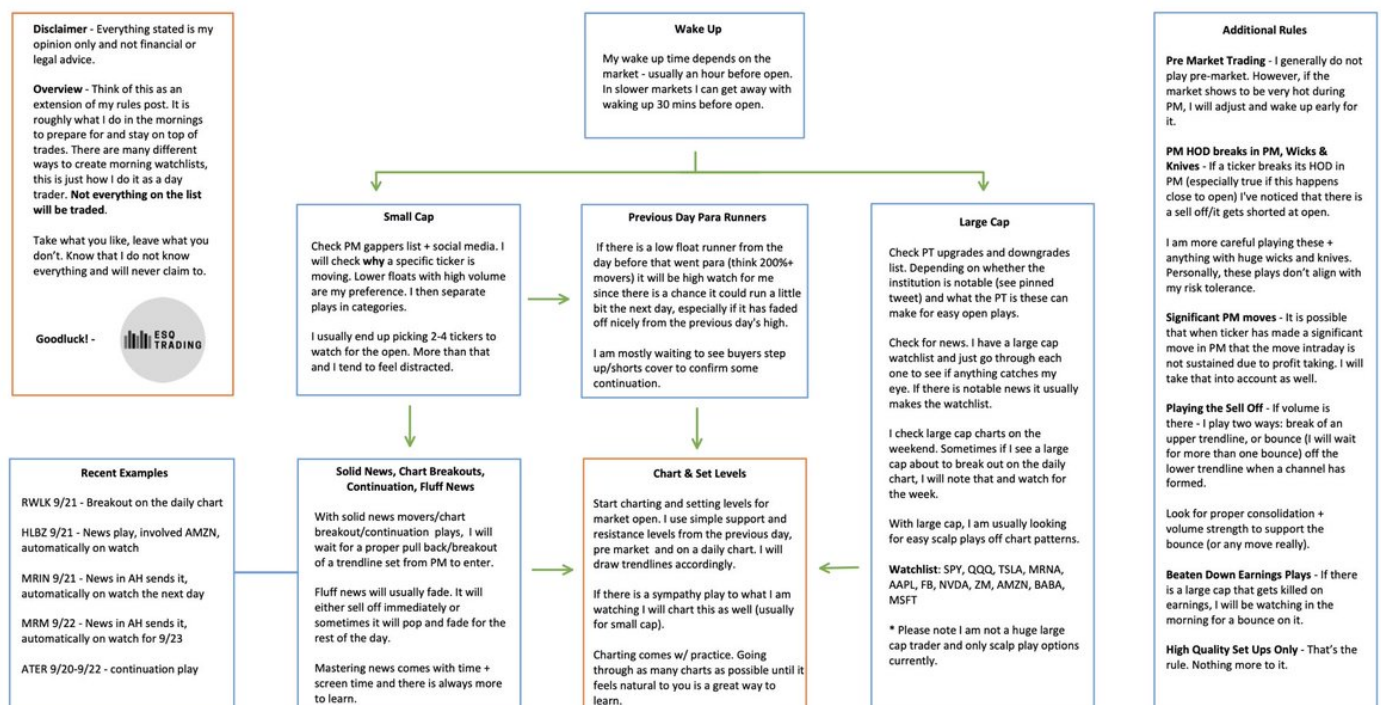 Disclaimer - Everything stated is my
opinion only and not financial or
legal advice.
Overview - Think of this as an
extension of my rules post. It is
roughly what I do in the mornings
to prepare for and stay on top of
trades. There are many different
ways to create morning watchlists,
this is just how I do it as a day
trader. Not everything on the list
will be traded.
Take what you like, leave what you
don't. Know that I do not know
everything and will never claim to.
Goodluck! -
ESQ
TRADING
Wake Up
My wake up time depends on the
market - usually an hour before open.
In slower markets I can get away with
waking up 30 mins before open.
Small Cap
Check PM gappers list + social media. I
will check why a specific ticker is
moving. Lower floats with high volume
are my preference. I then separate
plays in categories.
I usually end up picking 2-4 tickers to
watch for the open. More than that
and I tend to feel distracted.
Previous Day Para Runners
If there is a low float runner from the
day before that went para (think 200%+
movers) it will be high watch for me
since there is a chance it could run a little
bit the next day, especially if it has faded
off nicely from the previous day's high.
I am mostly waiting to see buyers step
up/shorts cover to confirm some
continuation.
Large Cap
Check PT upgrades and downgrades
list. Depending on whether the
institution is notable (see pinned
tweet) and what the PT is these can
make for easy open plays.
Check for news. I have a large cap
watchlist and just go through each
one to see if anything catches my
eye. If there is notable news it usually
makes the watchlist.
I check large cap charts on the
weekend. Sometimes if I see a large
cap about to break out on the daily
chart, I will note that and watch for
the week.
With large cap, I am usually looking
for easy scalp plays off chart patterns.
Watchlist: SPY, QQQ, TSLA, MRNA,
AAPL, FB, NVDA, ZM, AMZN, BABA,
MSFT
* Please note I am not a huge large
cap trader and only scalp play options
currently.
Recent Examples
RWLK 9/21 - Breakout on the daily chart
HLBZ 9/21 - News play, involved AMZN,
automatically on watch
MRIN 9/21 - News in AH sends it,
automatically on watch the next day
MRM 9/22 - News in AH sends it,
automatically on watch for 9/23
ATER 9/20-9/22 - continuation play
Solid News, Chart Breakouts,
Continuation, Fluff News
With solid news movers/chart
breakout/continuation plays, I will
wait for a proper pull back/breakout
of a trendline set from PM to enter.
Fluff news will usually fade. It will
either sell off immediately or
sometimes it will pop and fade for the
rest of the day.
Mastering news comes with time +
screen time and there is always more
to learn.
Chart & Set Levels
Start charting and setting levels for
market open. I use simple support and
resistance levels from the previous day,
pre market and on a daily chart. I will
draw trendlines accordingly.
If there is a sympathy play to what I am
watching I will chart this as well (usually
for small cap).
Charting comes w/ practice. Going
through as many charts as possible until it
feels natural to you is a great way to
learn.
Additional Rules
Pre Market Trading - I generally do not
play pre-market. However, if the
market shows to be very hot during
PM, I will adjust and wake up early for
it.
PM HOD breaks in PM, Wicks &
Knives - If a ticker breaks its HOD in
PM (especially true if this happens
close to open) I've noticed that there is
a sell off/it gets shorted at open.
I am more careful playing these +
anything with huge wicks and knives.
Personally, these plays don't align with
my risk tolerance.
Significant PM moves - It is possible
that when ticker has made a significant
move in PM that the move intraday is
not sustained due to profit taking. I will
take that into account as well.
Playing the Sell Off - If volume is
there - I play two ways: break of an
upper trendline, or bounce (I will wait
for more than one bounce) off the
lower trendline when a channel has
formed.
Look for proper consolidation +
volume strength to support the
bounce (or any move really).
Beaten Down Earnings Plays - If there
is a large cap that gets killed on
earnings, I will be watching in the
morning for a bounce on it.
High Quality Set Ups Only - That's the
rule. Nothing more to it.